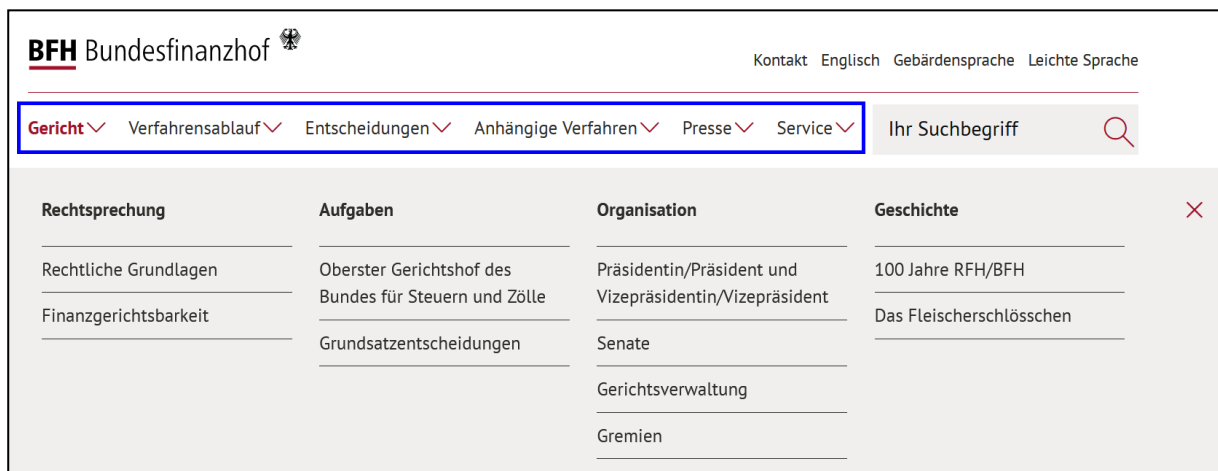 BFH Bundesfinanzhof
Kontakt Englisch Gebärdensprache Leichte Sprache
Gericht Verfahrensablauf Entscheidungen Anhängige Verfahren Presse Service Ihr Suchbegriff
Rechtsprechung
Rechtliche Grundlagen
Finanzgerichtsbarkeit
Aufgaben
Oberster Gerichtshof des
Bundes für Steuern und Zölle
Grundsatzentscheidungen
Organisation
Präsidentin/Präsident und
Vizepräsidentin/Vizepräsident
Senate
Gerichtsverwaltung
Gremien
Geschichte
100 Jahre RFH/BFH
Das Fleischerschlösschen